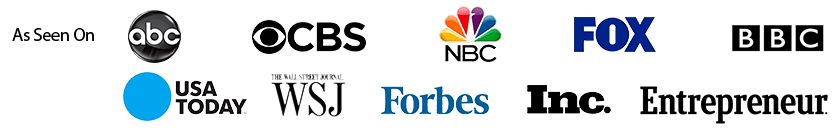 As Seen On abc CBS NBC FOX BBC
USA TODAY THE WALL STREET JOURNAL WSJ Forbes Inc. Entrepreneur